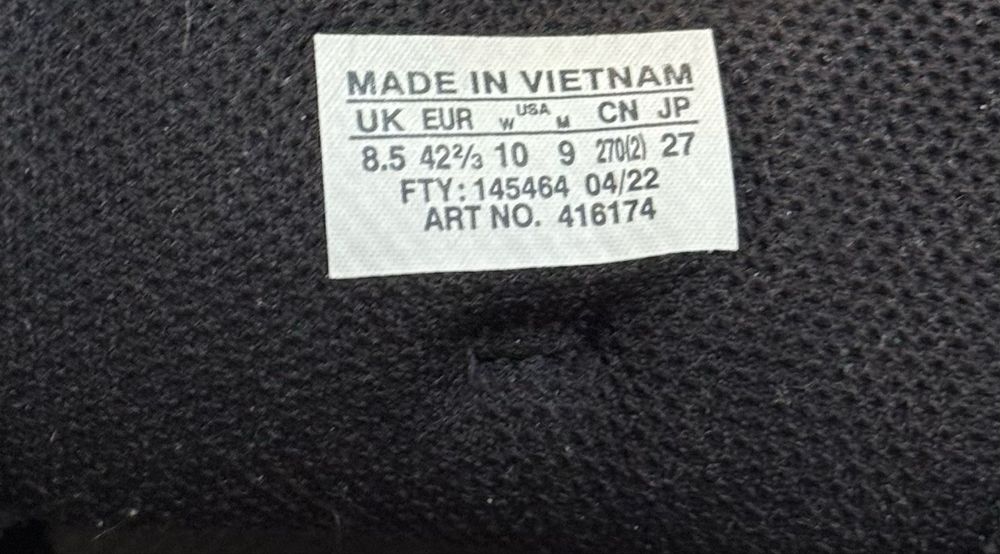 MADE IN VIETNAM
UK EUR W USA M CN JP
8.5 42⅔ 10 9 270(2) 27
FTY: 145464 04/22
ART NO. 416174